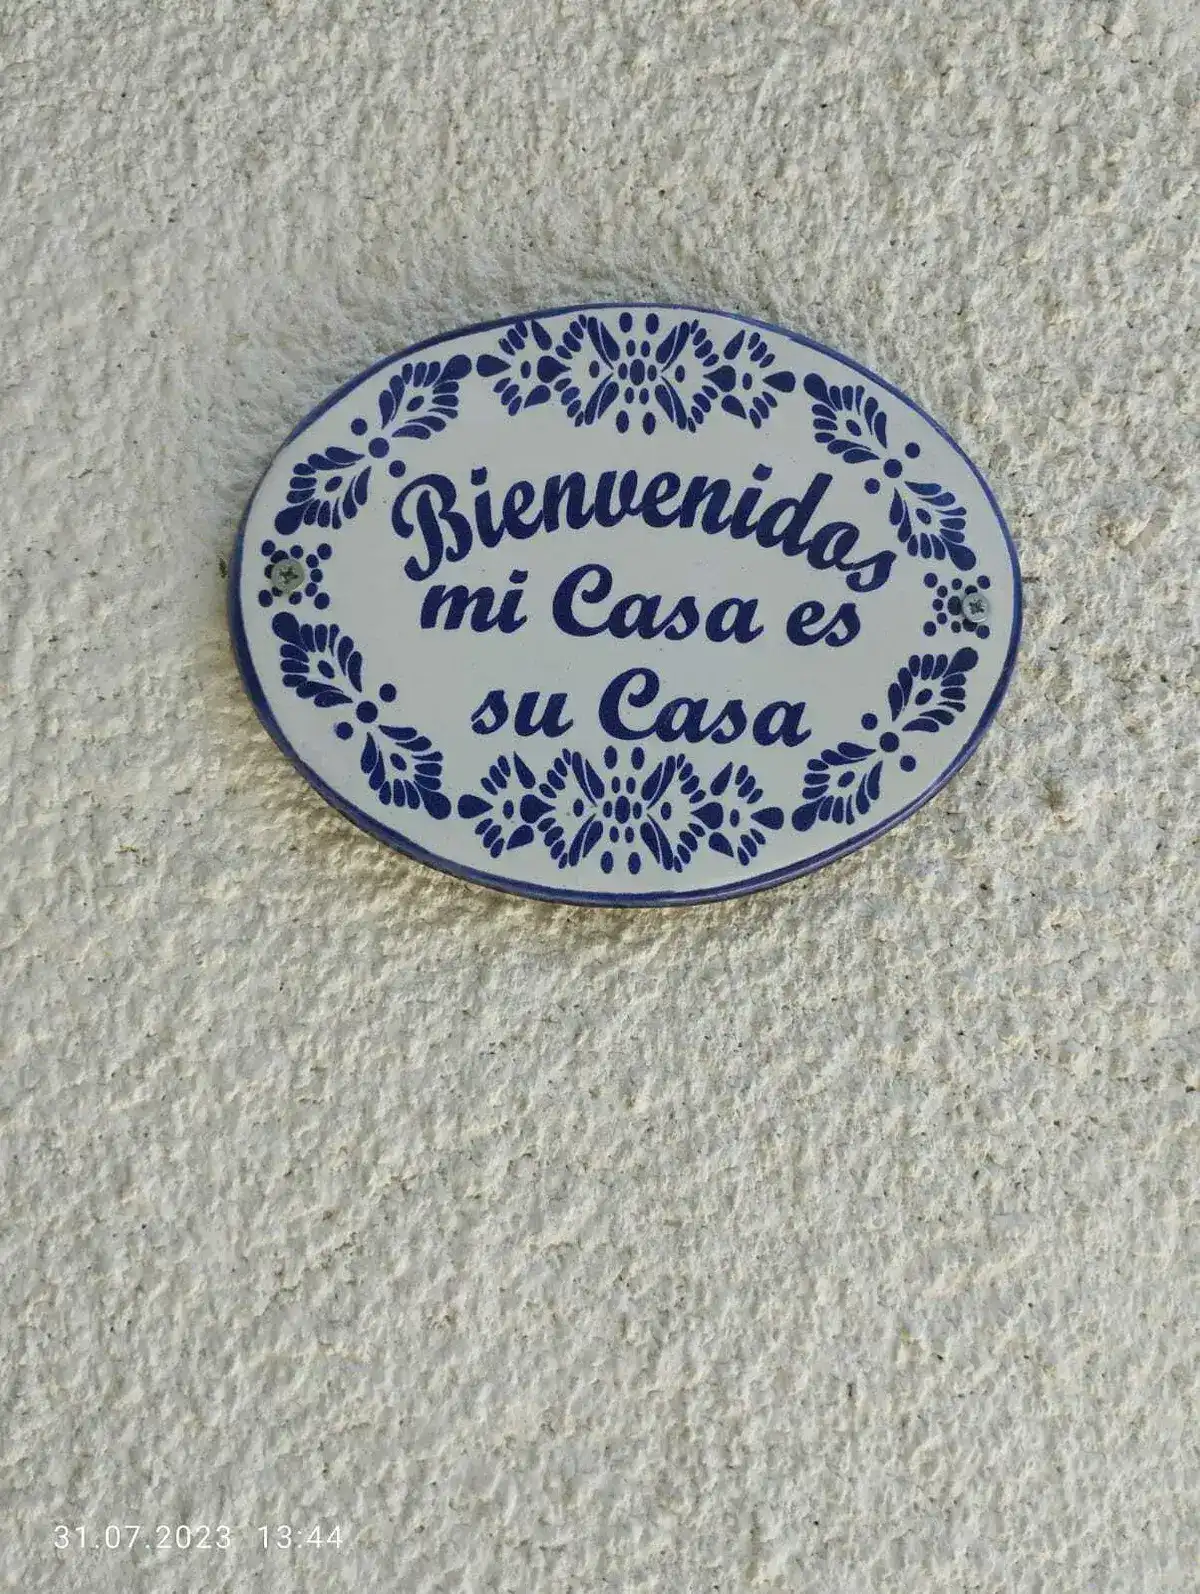 Bienvenidos
mi Casa es
su Casa
31.07.2023 13:44